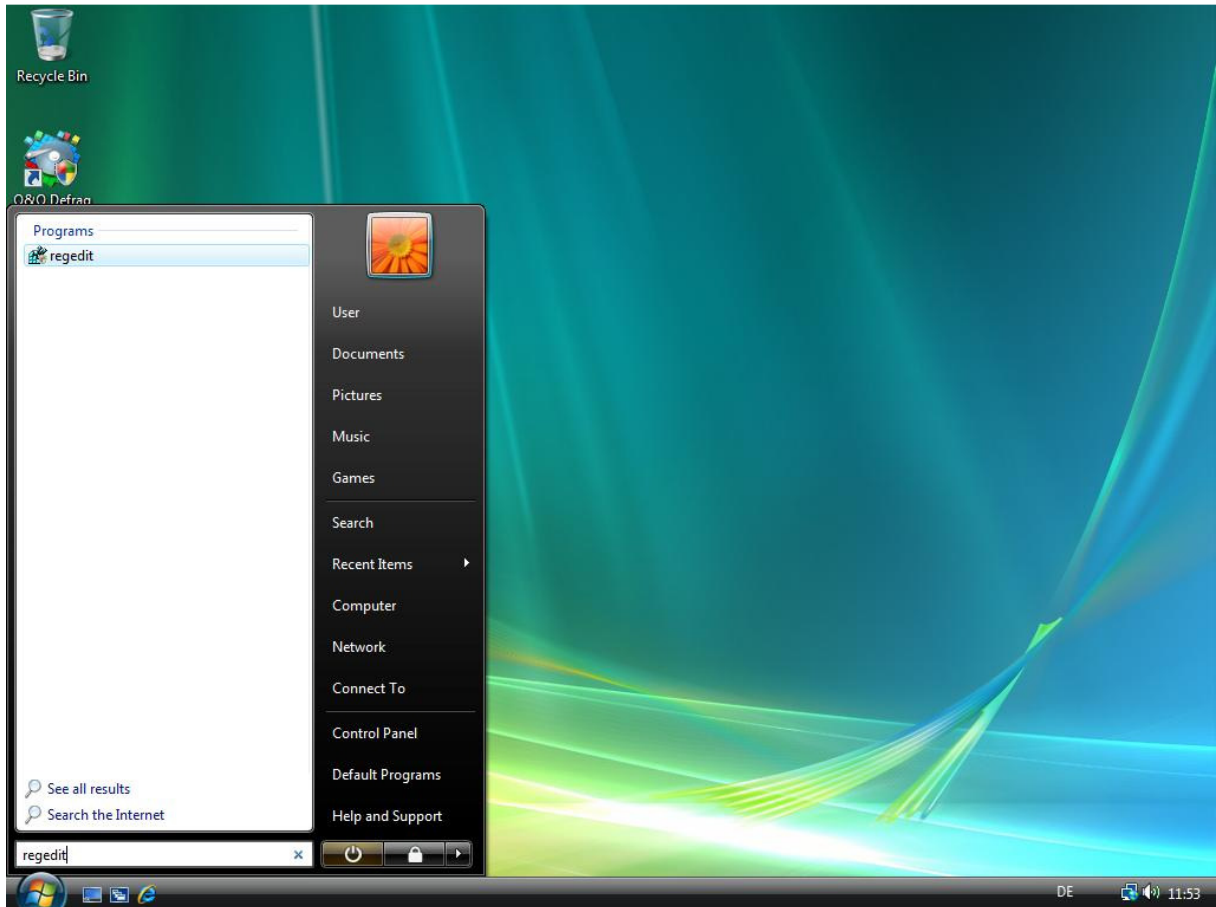 Recycle Bin
O&O Defrag
Programs
regedit
See all results
Search the Internet
regedit
User
Documents
Pictures
Music
Games
Search
Recent Items
Computer
Network
Connect To
Control Panel
Default Programs
Help and Support
DE
11:53